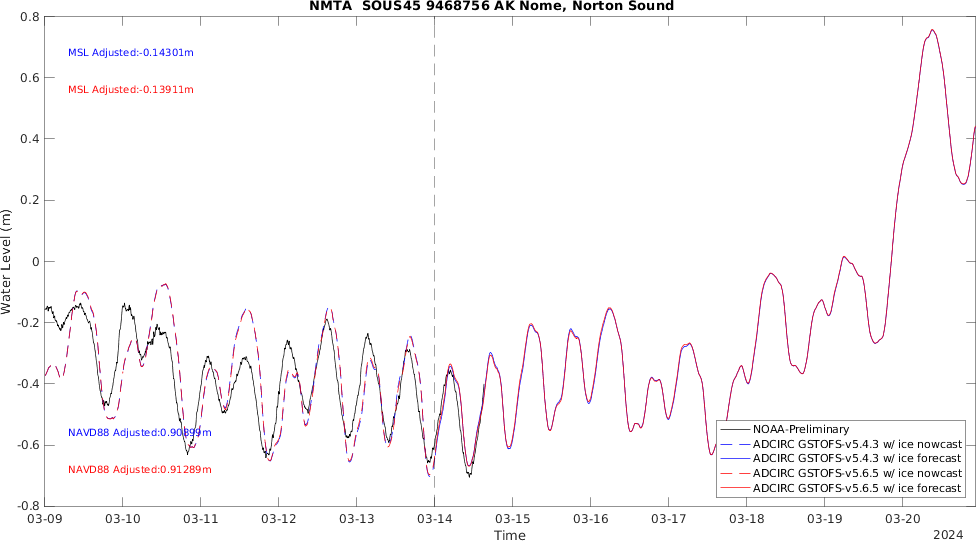 NMTA SOUS45 9468756 AK Nome, Norton Sound
0.8
MSL Adjusted:-0.14301m
0.6
MSL Adjusted:-0.13911m
0.4
0.2
0
-0.2
-0.4
-0.6
-0.8
Water Level (m)
NAVD88 Adjusted:0.90899m
NAVD88 Adjusted:0.91289m
NOAA-Preliminary
ADCIRC GSTOFS-v5.4.3 w/ ice nowcast
ADCIRC GSTOFS-v5.4.3 w/ ice forecast
ADCIRC GSTOFS-v5.6.5 w/ ice nowcast
ADCIRC GSTOFS-v5.6.5 w/ ice forecast
03-09 03-10 03-11 03-12 03-13 03-14 03-15 03-16 03-17 03-18 03-19 03-20
Time
2024